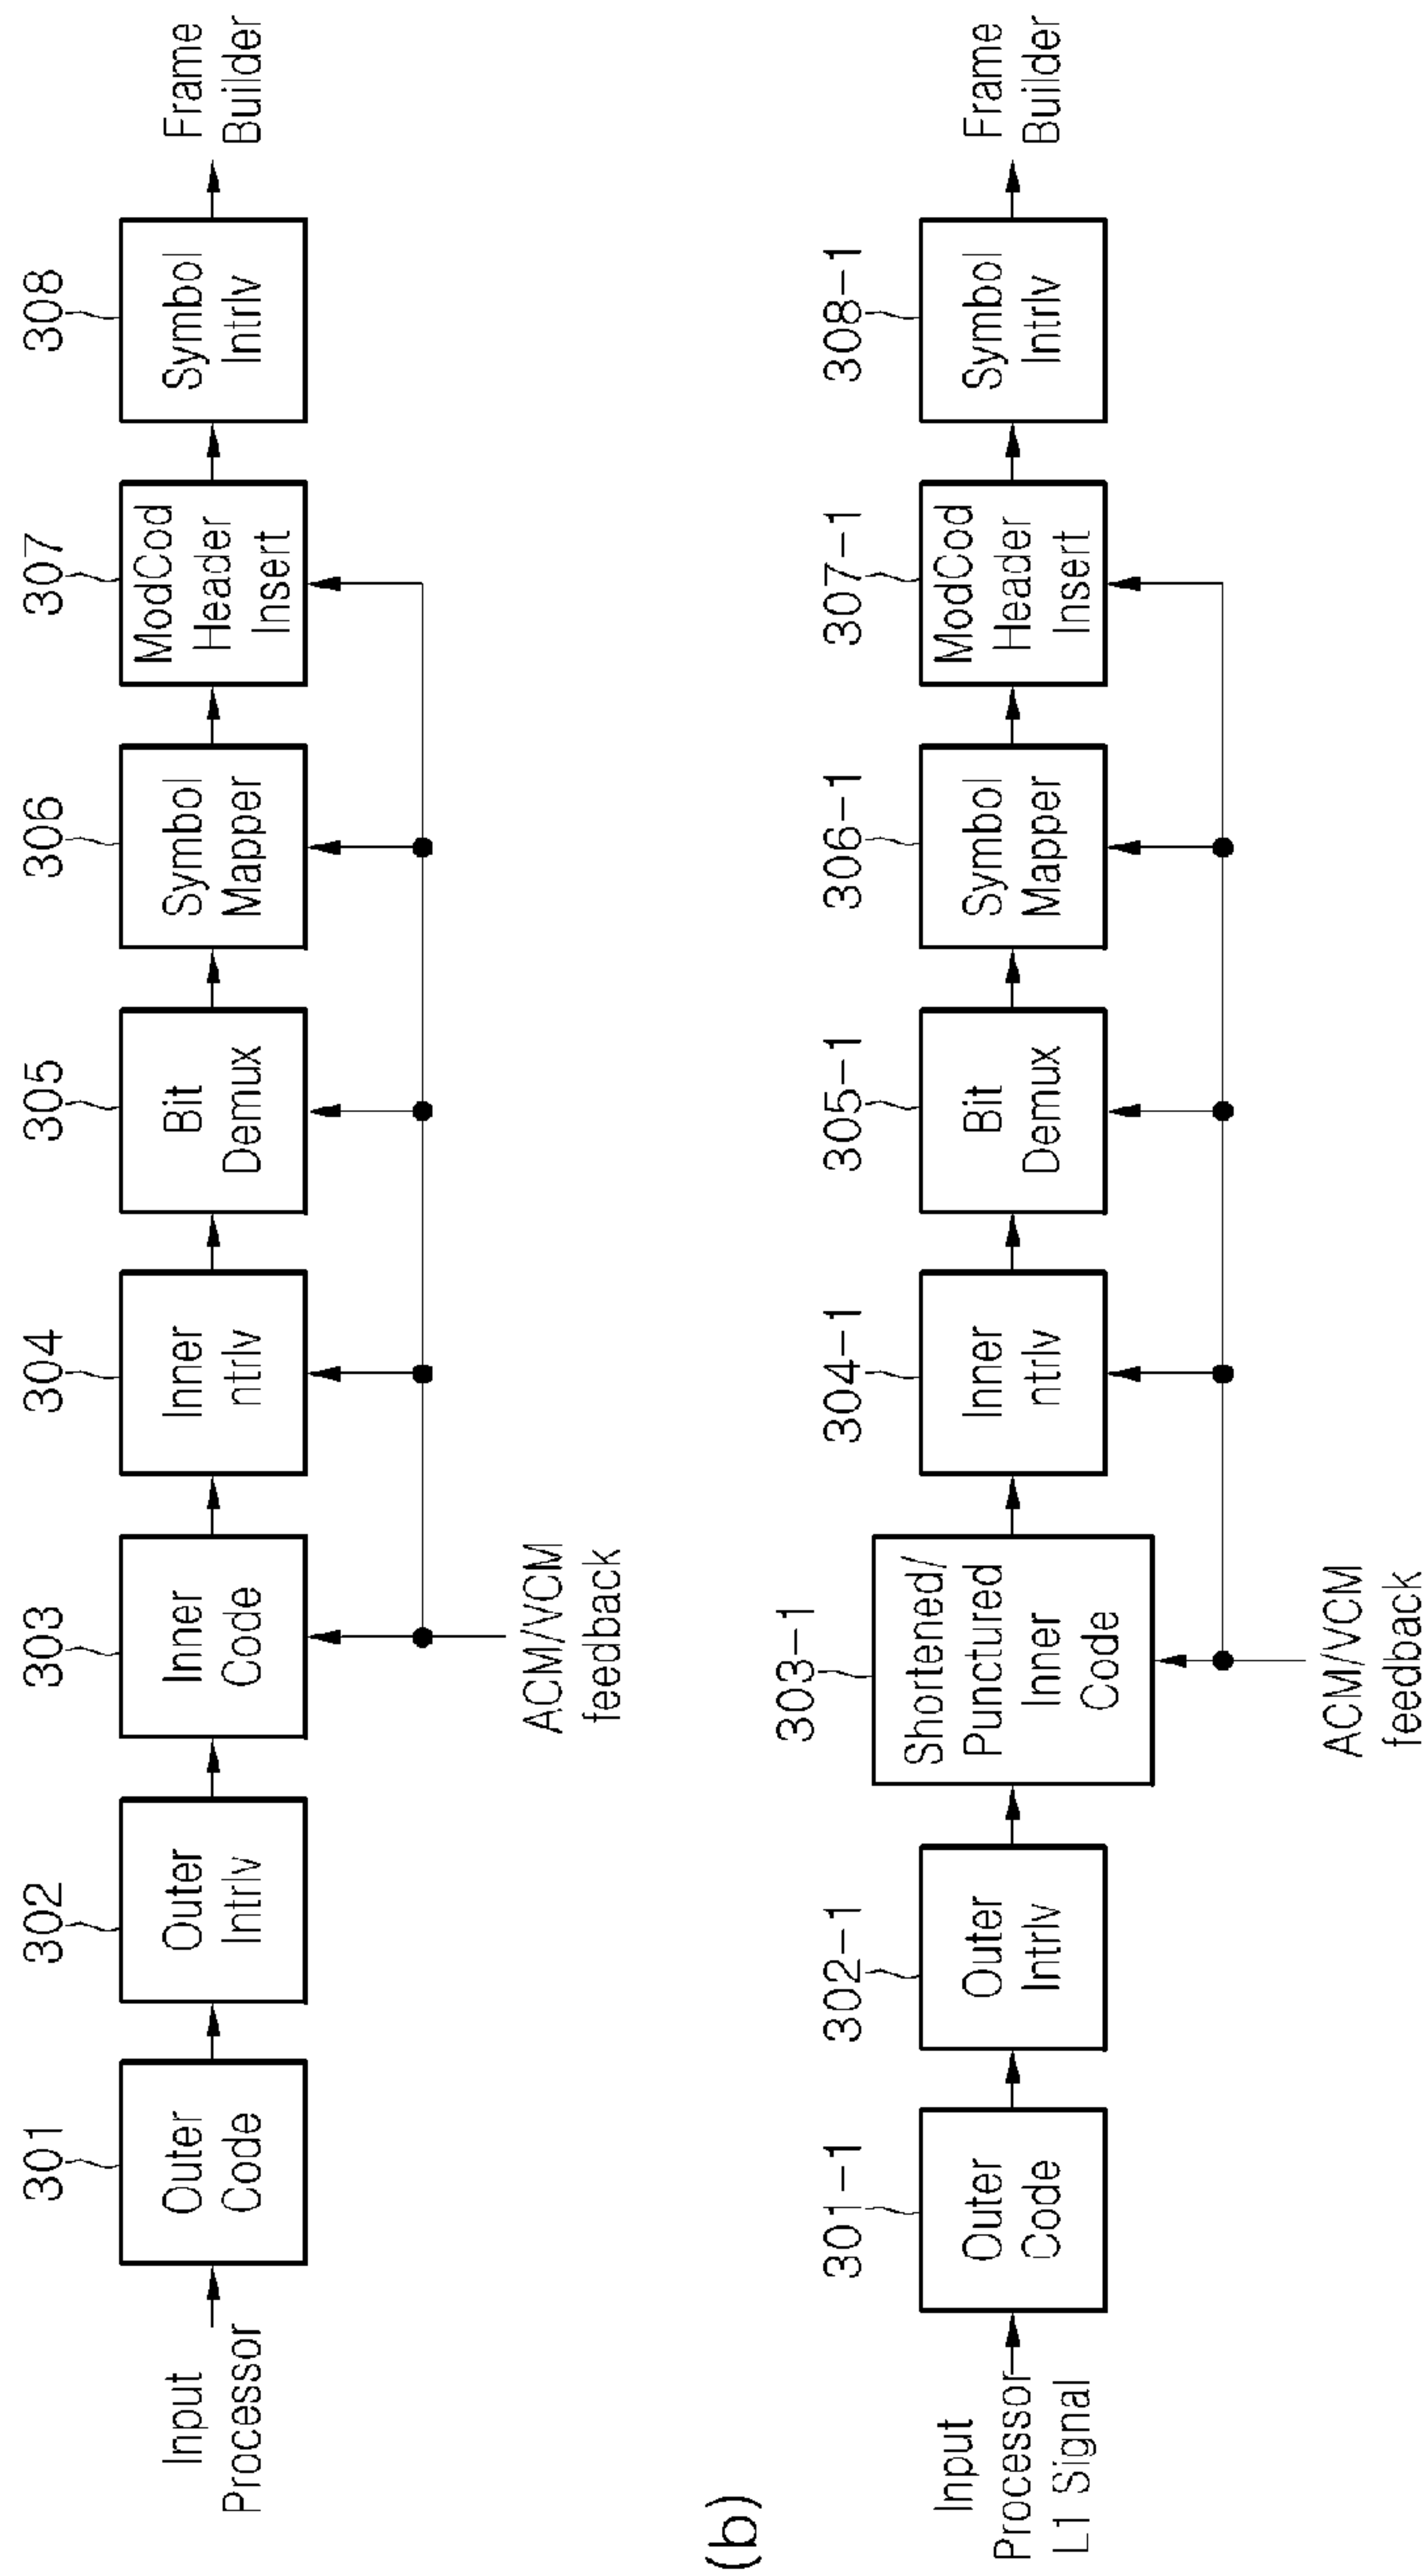 301
302
303
304
305
306
307
308
Input
Processor
Outer
Code
Outer
Intrlv
Inner
Code
Inner
ntrlv
Bit
Demux
Symbol
Mapper
ModCod
Header
Insert
Symbol
Intrlv
Frame
Builder
ACM/VCM
feedback
(b)
301-1
302-1
303-1
304-1
305-1
306-1
307-1
308-1
Input
Processor
L1 Signal
Outer
Code
Outer
Intrlv
Shortened/
Punctured
Inner
Code
Inner
ntrlv
Bit
Demux
Symbol
Mapper
ModCod
Header
Insert
Symbol
Intrlv
Frame
Builder
ACM/VCM
feedback